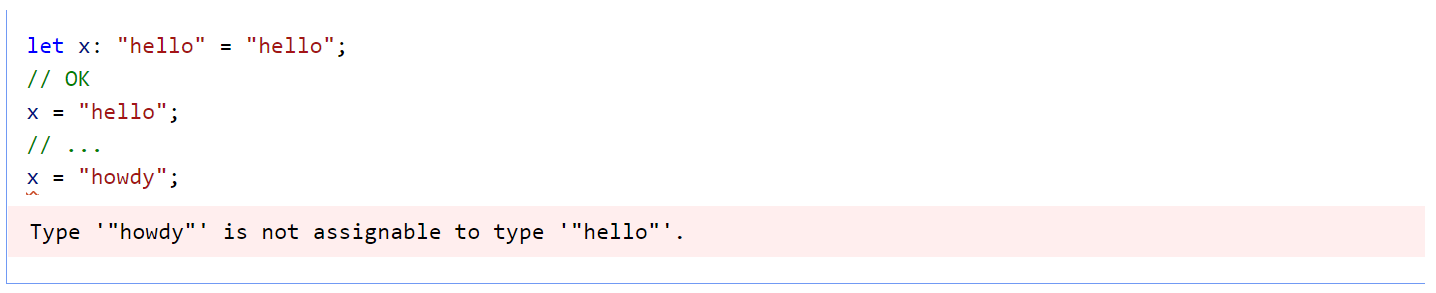 let x: "hello" = "hello";
// OK
x = "hello";
// ...
x = "howdy";
Type '"howdy"' is not assignable to type '"hello"'.